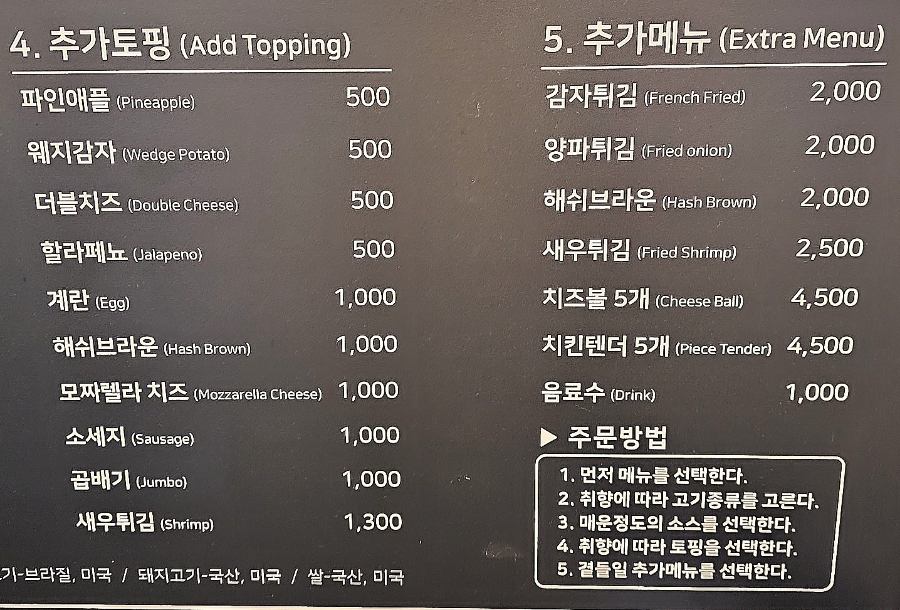 4. 추가토핑 (Add Topping)
파인애플 (Pineapple) 500
웨지감자 (Wedge Potato) 500
더블치즈 (Double Cheese) 500
할라페뇨 (Jalapeno) 500
계란 (Egg) 1,000
해쉬브라운 (Hash Brown) 1,000
모짜렐라 치즈 (Mozzarella Cheese) 1,000
소세지 (Sausage) 1,000
곱배기 (Jumbo) 1,000
새우튀김 (Shrimp) 1,300
기-브라질, 미국 / 돼지고기-국산, 미국 / 쌀-국산, 미국
5. 추가메뉴 (Extra Menu)
감자튀김 (French Fried) 2,000
양파튀김 (Fried onion) 2,000
해쉬브라운 (Hash Brown) 2,000
새우튀김 (Fried Shrimp) 2,500
치즈볼 5개 (Cheese Ball) 4,500
치킨텐더 5개 (Piece Tender) 4,500
음료수 (Drink) 1,000
▶ 주문방법
1. 먼저 메뉴를 선택한다.
2. 취향에 따라 고기종류를 고른다.
3. 매운정도의 소스를 선택한다.
4. 취향에 따라 토핑을 선택한다.
5. 곁들일 추가메뉴를 선택한다.